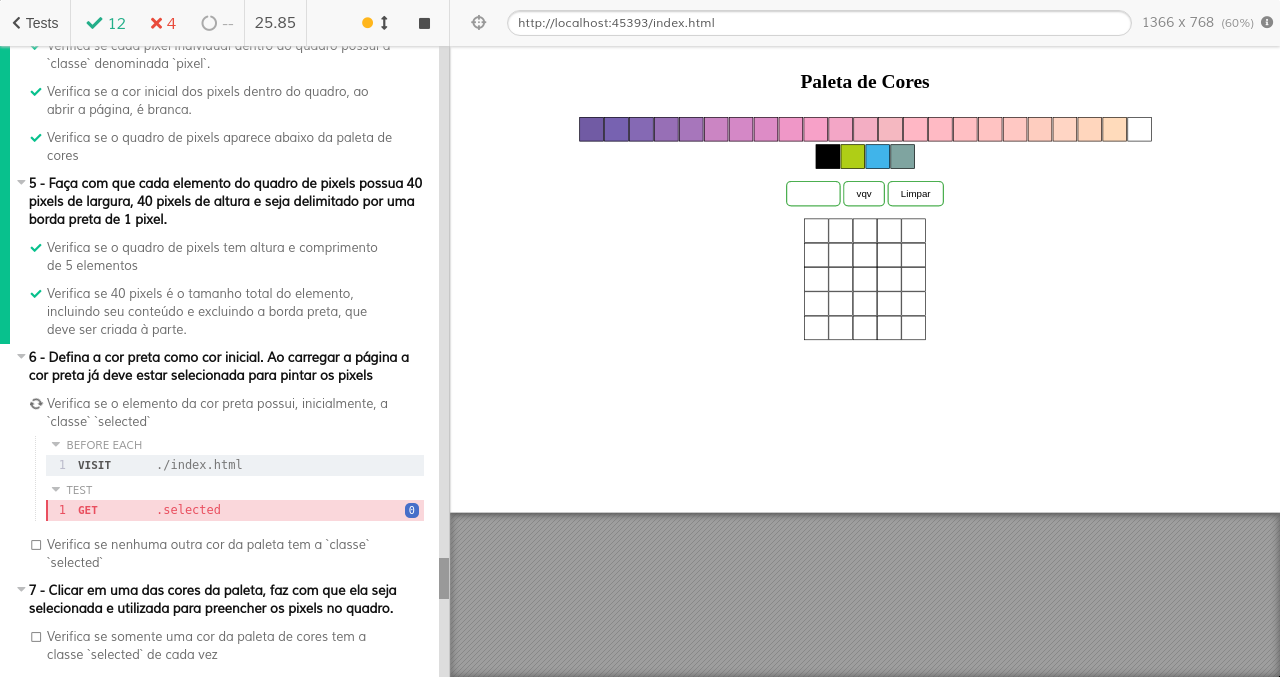 Tests 12 4 -- 25.85 http://localhost:45393/index.html 1366 x 768 (60%)
Verifica se cada pixel individual dentro do quadro possui a
`classe` denominada `pixel`.
Verifica se a cor inicial dos pixels dentro do quadro, ao
abrir a página, é branca.
Verifica se o quadro de pixels aparece abaixo da paleta de
cores
5 - Faça com que cada elemento do quadro de pixels possua 40
pixels de largura, 40 pixels de altura e seja delimitado por uma
borda preta de 1 pixel.
Verifica se o quadro de pixels tem altura e comprimento
de 5 elementos
Verifica se 40 pixels é o tamanho total do elemento,
incluindo seu conteúdo e excluindo a borda preta, que
deve ser criada à parte.
6 - Defina a cor preta como cor inicial. Ao carregar a página a
cor preta já deve estar selecionada para pintar os pixels
Verifica se o elemento da cor preta possui, inicialmente, a
`classe` `selected`
BEFORE EACH
1 VISIT ./index.html
TEST
1 GET .selected 0
Verifica se nenhuma outra cor da paleta tem a `classe`
`selected`
7 - Clicar em uma das cores da paleta, faz com que ela seja
selecionada e utilizada para preencher os pixels no quadro.
Verifica se somente uma cor da paleta de cores tem a
classe `selected` de cada vez
Paleta de Cores
vqv Limpar